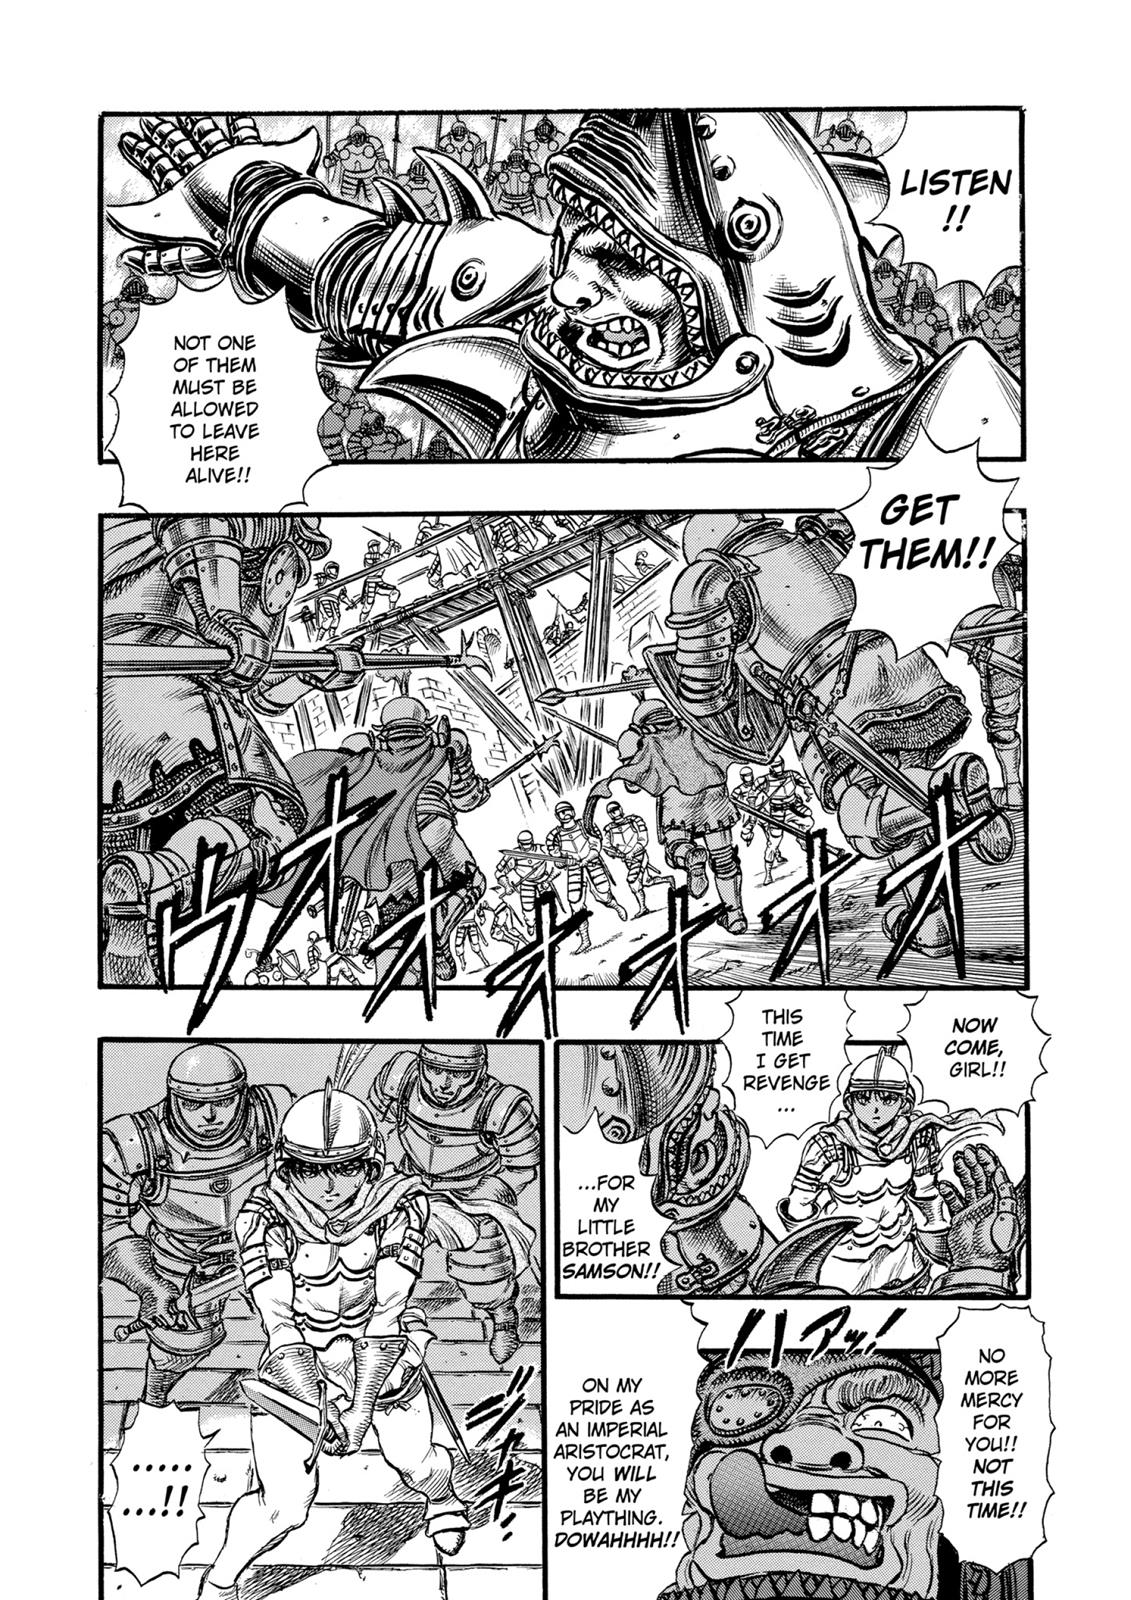 LISTEN
!!
NOT ONE
OF THEM
MUST BE
ALLOWED
TO LEAVE
HERE
ALIVE!!
GET
THEM!!
ウオオオオオオ
NOW
COME,
GIRL!!
THIS
TIME
I GET
REVENGE
...
...FOR
MY
LITTLE
BROTHER
SAMSON!!
NO
MORE
MERCY
FOR
YOU!!
NOT
THIS
TIME!!
ハアッ!
ON MY
PRIDE AS
AN IMPERIAL
ARISTOCRAT,
YOU WILL
BE MY
PLAYTHING.
DOWAHHHH!!
.....
...!!